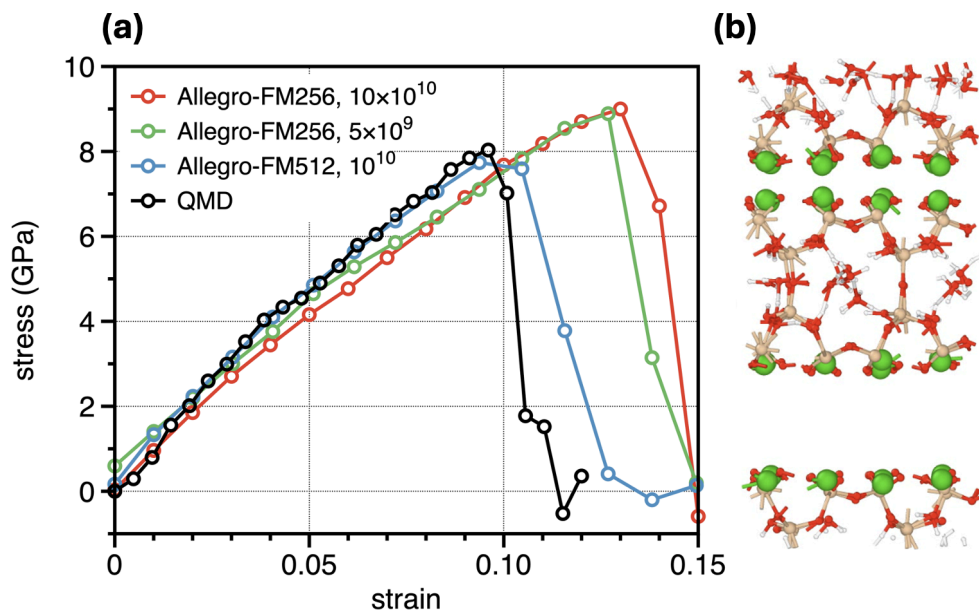 (a)
(b)
10
8
6
4
2
0
stress (GPa)
Allegro-FM256, 10×10¹⁰
Allegro-FM256, 5×10⁹
Allegro-FM512, 10¹⁰
QMD
0
0.05
0.10
0.15
strain